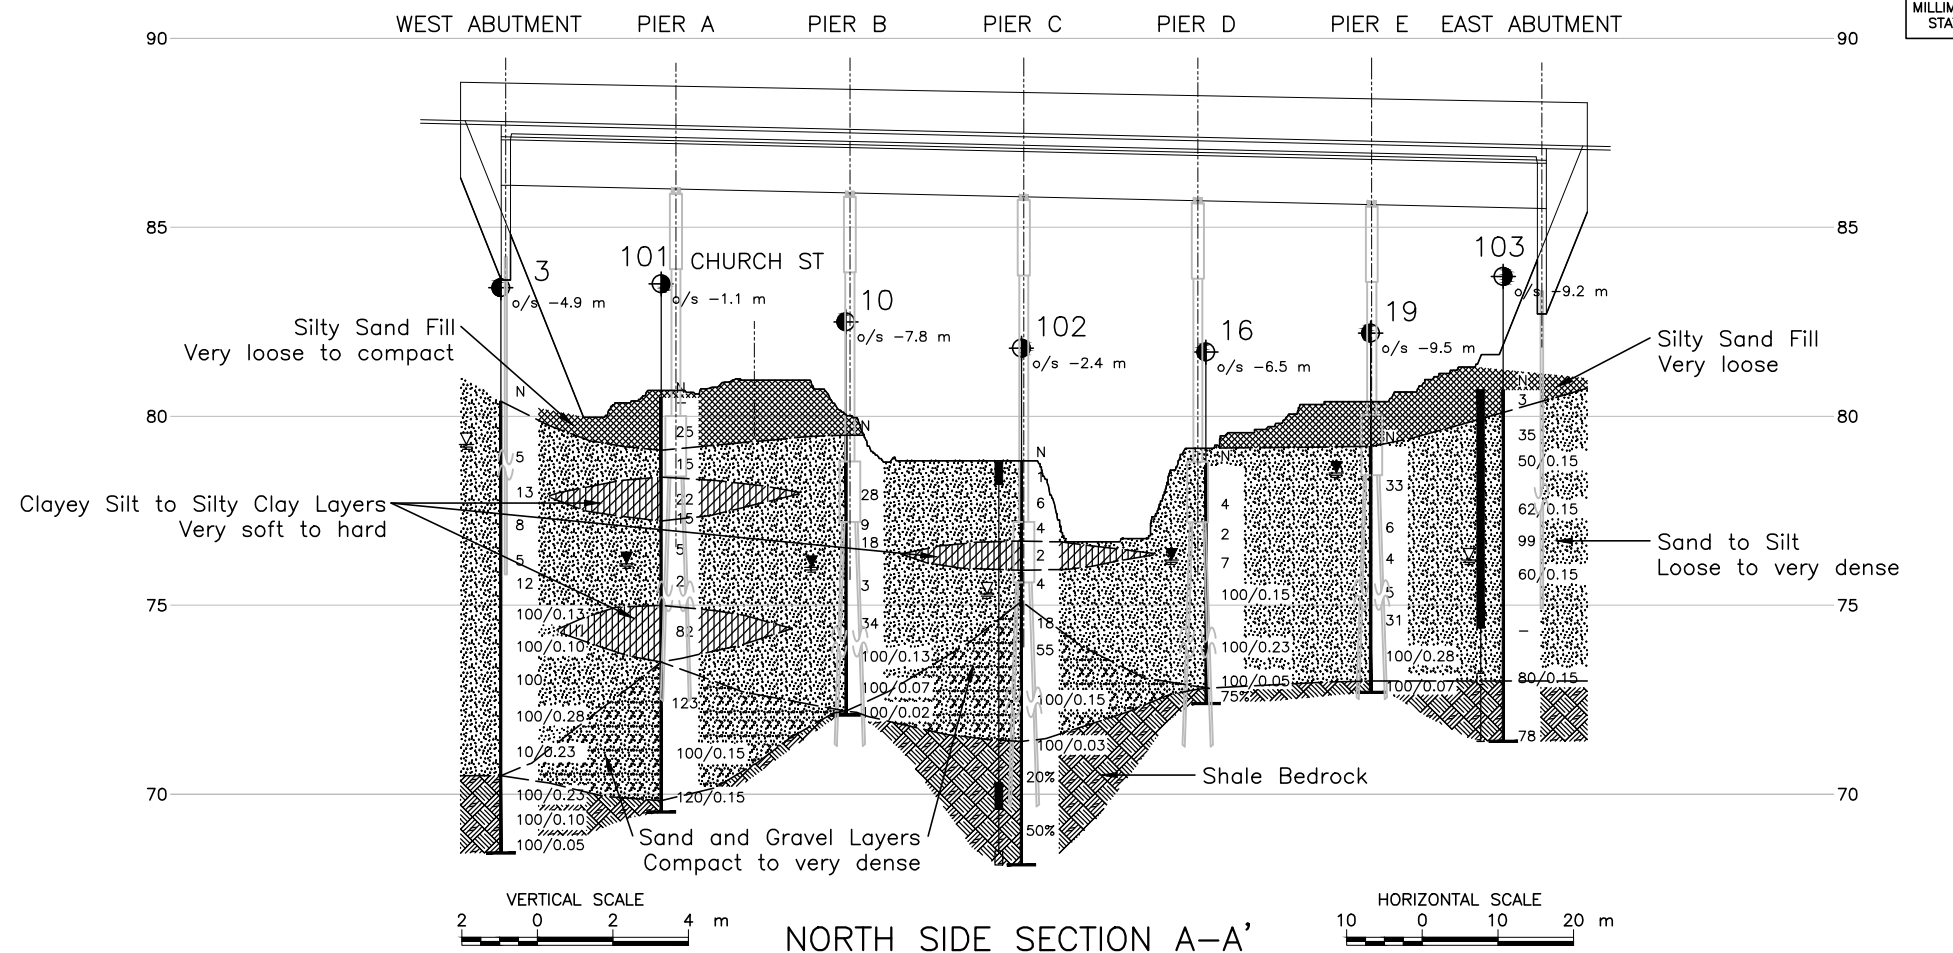 WEST ABUTMENT PIER A PIER B PIER C PIER D PIER E EAST ABUTMENT
MILLIM
STA
90 90
85 85
80 80
75 75
70 70
3
o/s -4.9 m
101
o/s -1.1 m
CHURCH ST
10
o/s -7.8 m
102
o/s -2.4 m
16
o/s -6.5 m
19
o/s -9.5 m
103
o/s -9.2 m
Silty Sand Fill
Very loose to compact
Silty Sand Fill
Very loose
Clayey Silt to Silty Clay Layers
Very soft to hard
Sand to Silt
Loose to very dense
Shale Bedrock
Sand and Gravel Layers
Compact to very dense
N
5
13
8
5
12
100/0.13
100/0.10
100
100/0.28
10/0.23
100/0.23
100/0.10
100/0.05
N
25
15
22
15
5
2
82
123
100/0.15
120/0.15
N
28
9
18
3
34
100/0.13
100/0.07
100/0.02
N
1
6
4
2
4
18
55
100/0.15
100/0.03
20%
50%
N
4
2
7
100/0.15
100/0.23
100/0.05
75%
N
33
6
4
5
31
100/0.28
100/0.07
N
3
35
50/0.15
62/0.15
99
60/0.15
-
80/0.15
78
VERTICAL SCALE
2 0 2 4 m
NORTH SIDE SECTION A-A'
HORIZONTAL SCALE
10 0 10 20 m